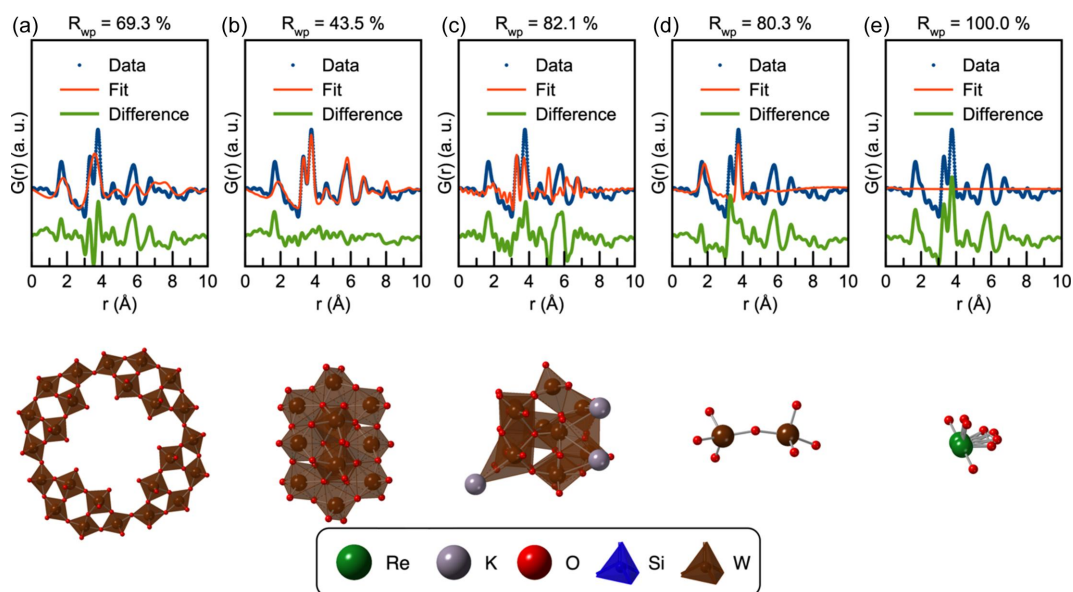 (a) R_wp = 69.3 % (b) R_wp = 43.5 % (c) R_wp = 82.1 % (d) R_wp = 80.3 % (e) R_wp = 100.0 %
Data Data Data Data Data
Fit Fit Fit Fit Fit
Difference Difference Difference Difference Difference
G(r) (a. u.) G(r) (a. u.) G(r) (a. u.) G(r) (a. u.) G(r) (a. u.)
0 2 4 6 8 10 0 2 4 6 8 10 0 2 4 6 8 10 0 2 4 6 8 10 0 2 4 6 8 10
r (Å) r (Å) r (Å) r (Å) r (Å)
Re K O Si W